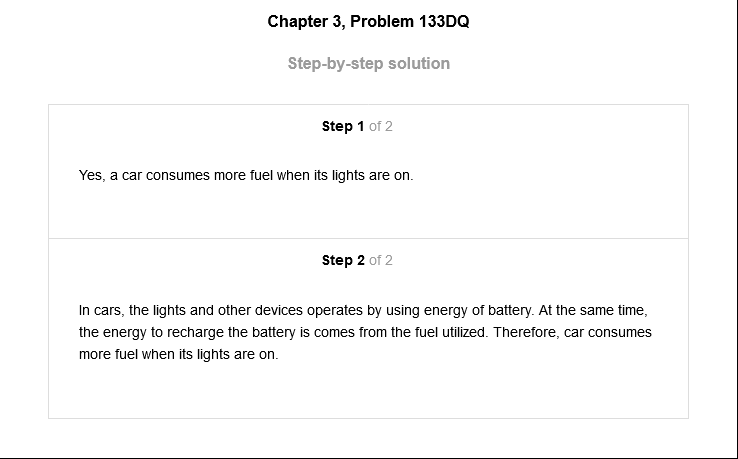 Chapter 3, Problem 133DQ
Step-by-step solution
Step 1 of 2
Yes, a car consumes more fuel when its lights are on.
Step 2 of 2
In cars, the lights and other devices operates by using energy of battery. At the same time,
the energy to recharge the battery is comes from the fuel utilized. Therefore, car consumes
more fuel when its lights are on.